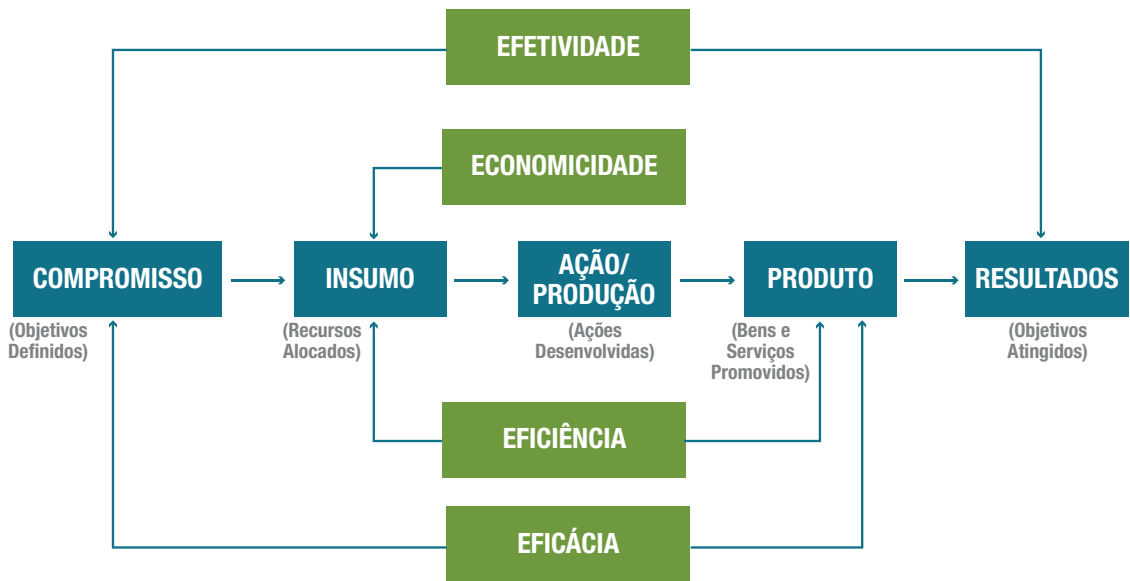 EFETIVIDADE
ECONOMICIDADE
COMPROMISSO
(Objetivos
Definidos)
INSUMO
(Recursos
Alocados)
AÇÃO/
PRODUÇÃO
(Ações
Desenvolvidas)
PRODUTO
(Bens e
Serviços
Promovidos)
RESULTADOS
(Objetivos
Atingidos)
EFICIÊNCIA
EFICÁCIA